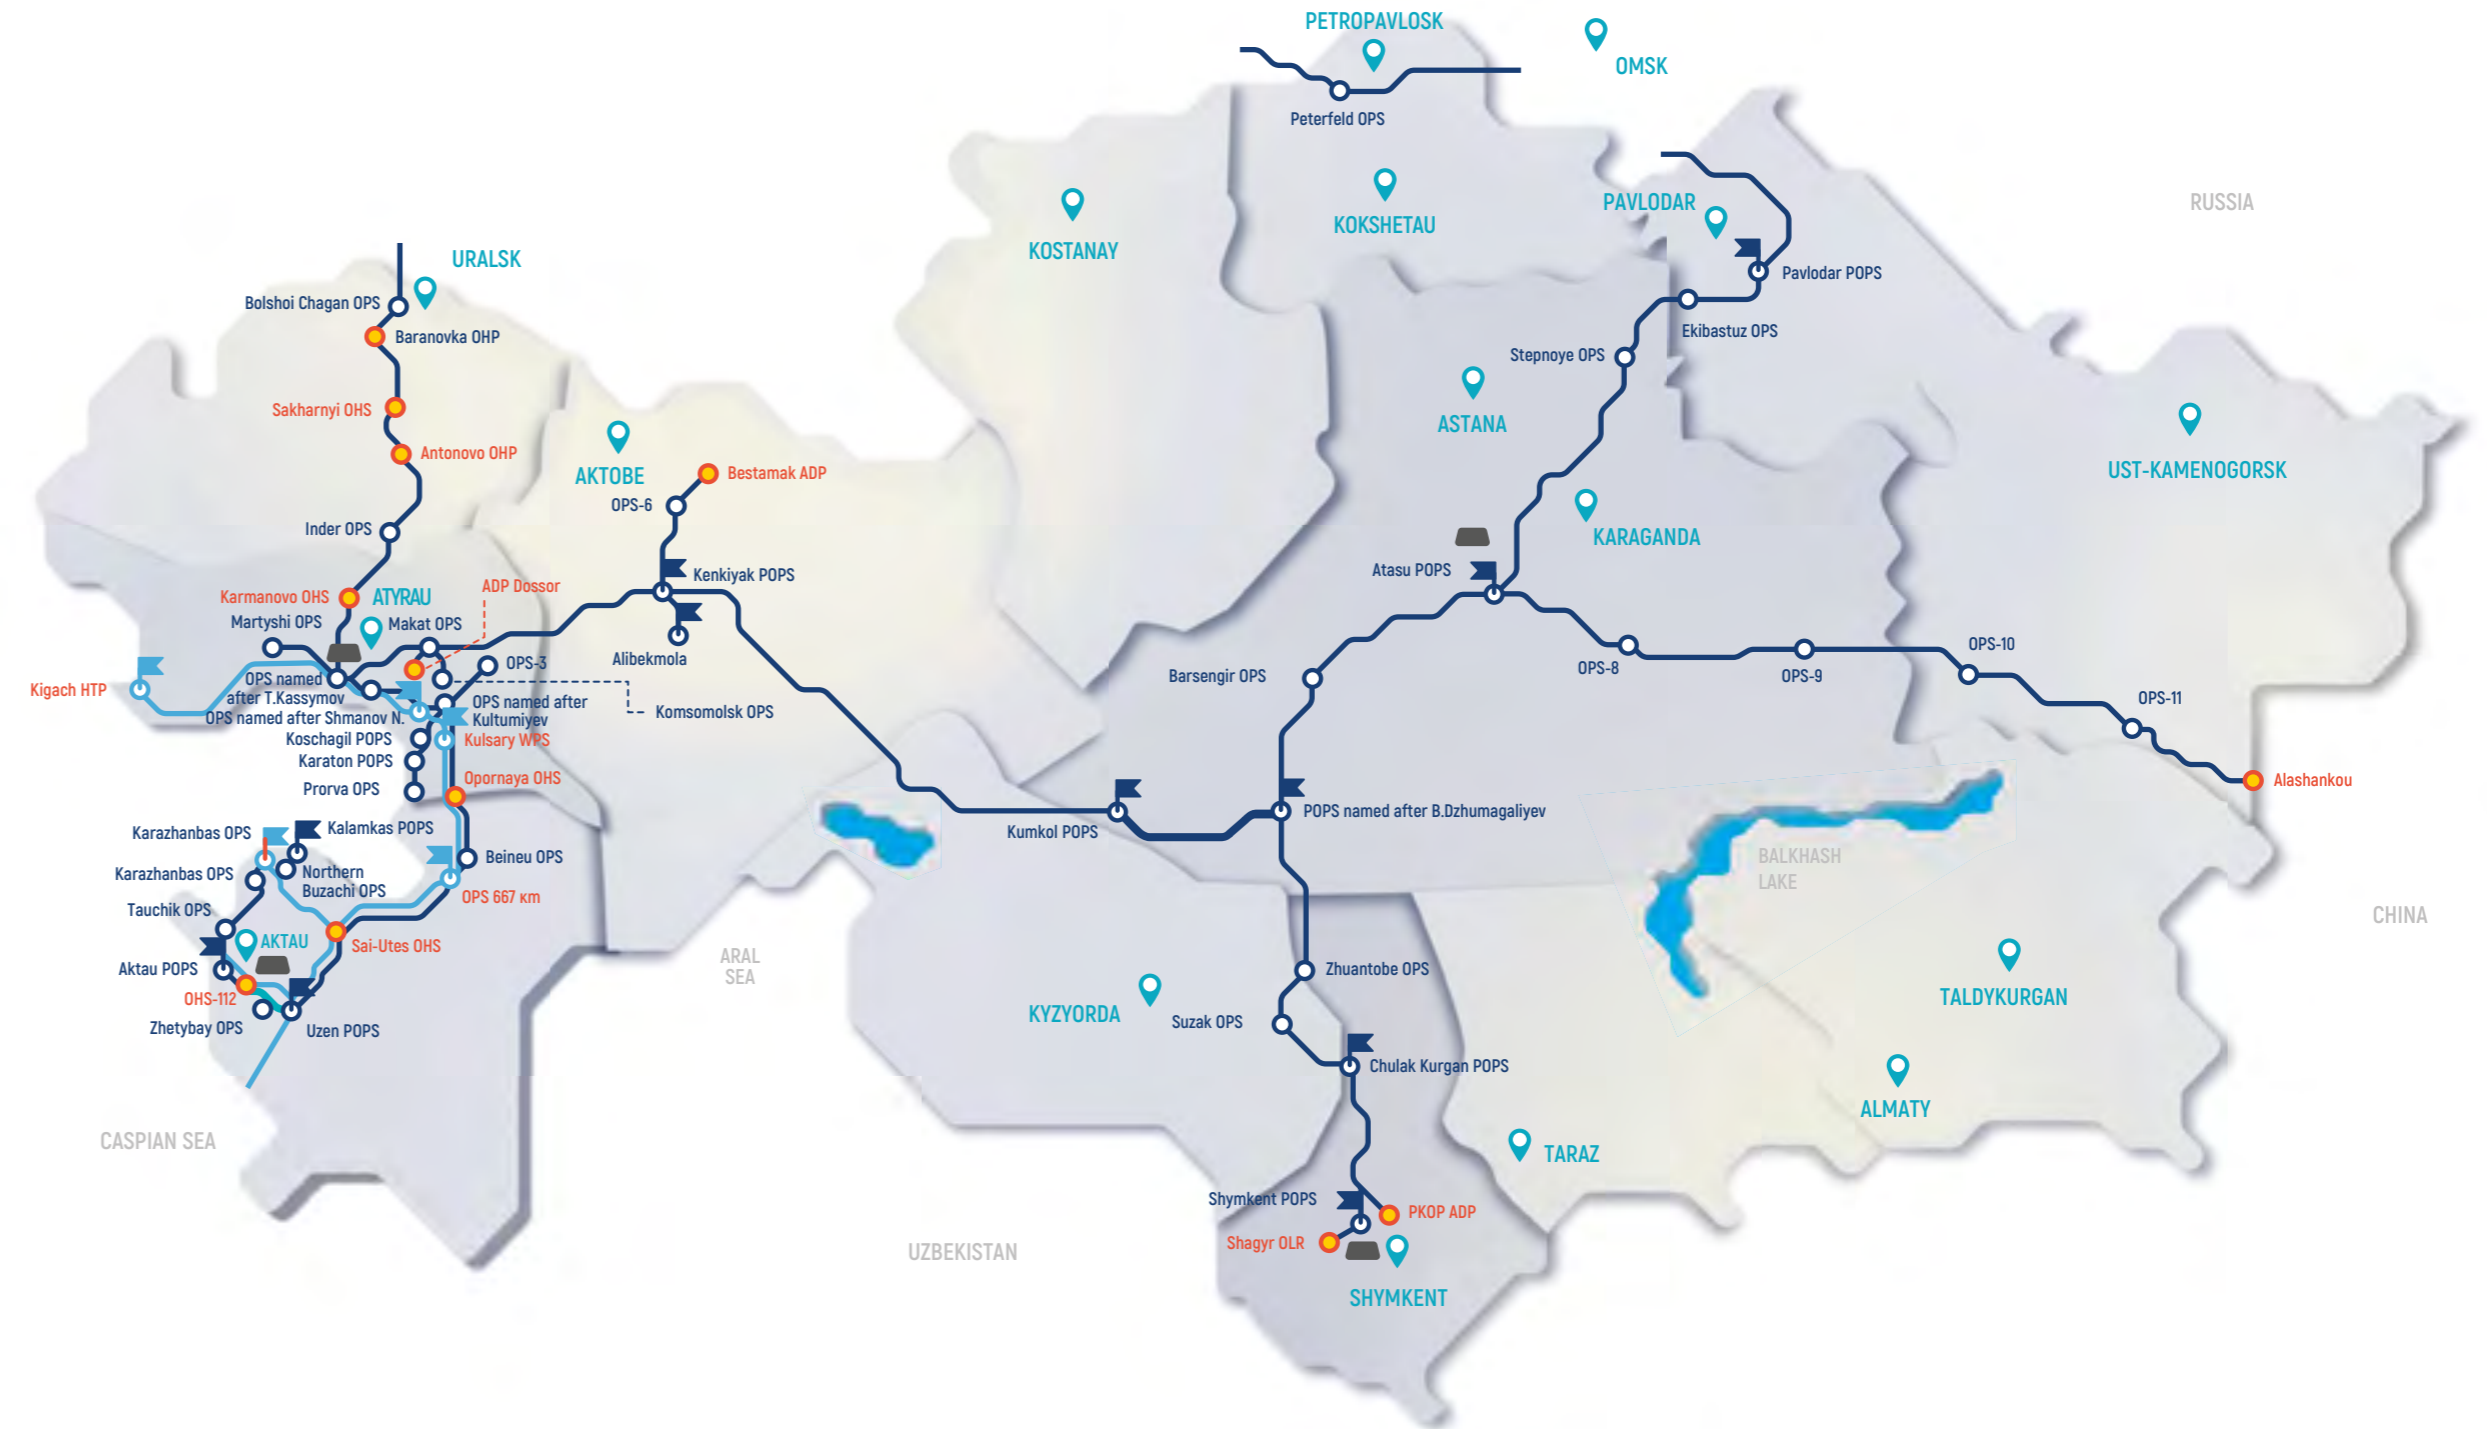 PETROPAVLOSK
OMSK
Peterfeld OPS
RUSSIA
PAVLODAR
KOKSHETAU
KOSTANAY
URALSK
Pavlodar POPS
Bolshoi Chagan OPS
Ekibastuz OPS
Baranovka OHP
Stepnoye OPS
Sakharnyi OHS
ASTANA
Antonovo OHP
AKTOBE
Bestamak ADP
UST-KAMENOGORSK
OPS-6
Inder OPS
KARAGANDA
Atasu POPS
Kenkiyak POPS
ADP Dossor
Karmanovo OHS
ATYRAU
Martyshi OPS
Makat OPS
OPS-10
Alibekmola
OPS-3
OPS-8
OPS-9
Barsengir OPS
OPS named
after T.Kassymov
Kigach HTP
OPS-11
OPS named after
Kultumiyev
Komsomolsk OPS
OPS named after Shmanov N.
Koschagil POPS
Kulsary WPS
Karaton POPS
Opornaya OHS
Alashankou
Prorva OPS
POPS named after B.Dzhumagaliyev
Kumkol POPS
Karazhanbas OPS
Kalamkas POPS
Beineu OPS
BALKHASH
LAKE
Karazhanbas OPS
Northern
Buzachi OPS
OPS 667 км
Tauchik OPS
CHINA
AKTAU
Sai-Utes OHS
ARAL
SEA
Aktau POPS
Zhuantobe OPS
OHS-112
TALDYKURGAN
KYZYORDA
Suzak OPS
Zhetybay OPS
Uzen POPS
Chulak Kurgan POPS
ALMATY
CASPIAN SEA
TARAZ
Shymkent POPS
PKOP ADP
Shagyr OLR
UZBEKISTAN
SHYMKENT